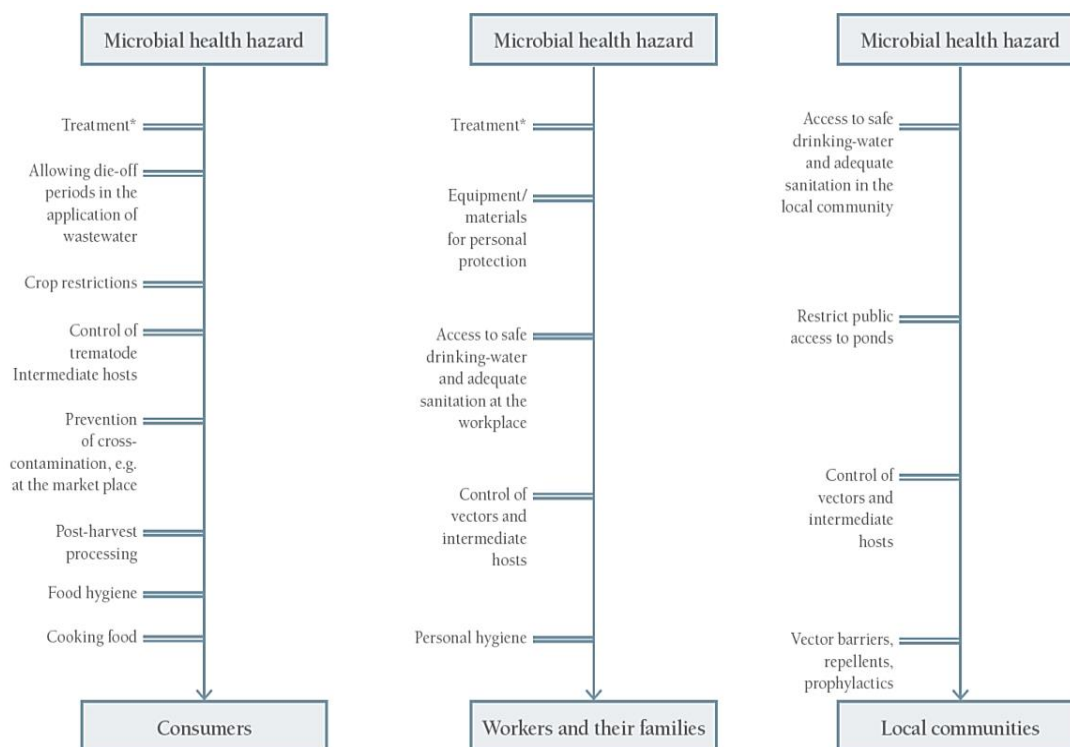 Microbial health hazard
Treatment*
Allowing die-off
periods in the
application of
wastewater
Crop restrictions
Control of
trematode
Intermediate hosts
Prevention
of cross-
contamination, e.g.
at the market place
Post-harvest
processing
Food hygiene
Cooking food
Consumers
Microbial health hazard
Treatment*
Equipment/
materials
for personal
protection
Access to safe
drinking-water
and adequate
sanitation at the
workplace
Control of
vectors and
intermediate
hosts
Personal hygiene
Workers and their families
Microbial health hazard
Access to safe
drinking-water
and adequate
sanitation in the
local community
Restrict public
access to ponds
Control of
vectors and
intermediate
hosts
Vector barriers,
repellents,
prophylactics
Local communities